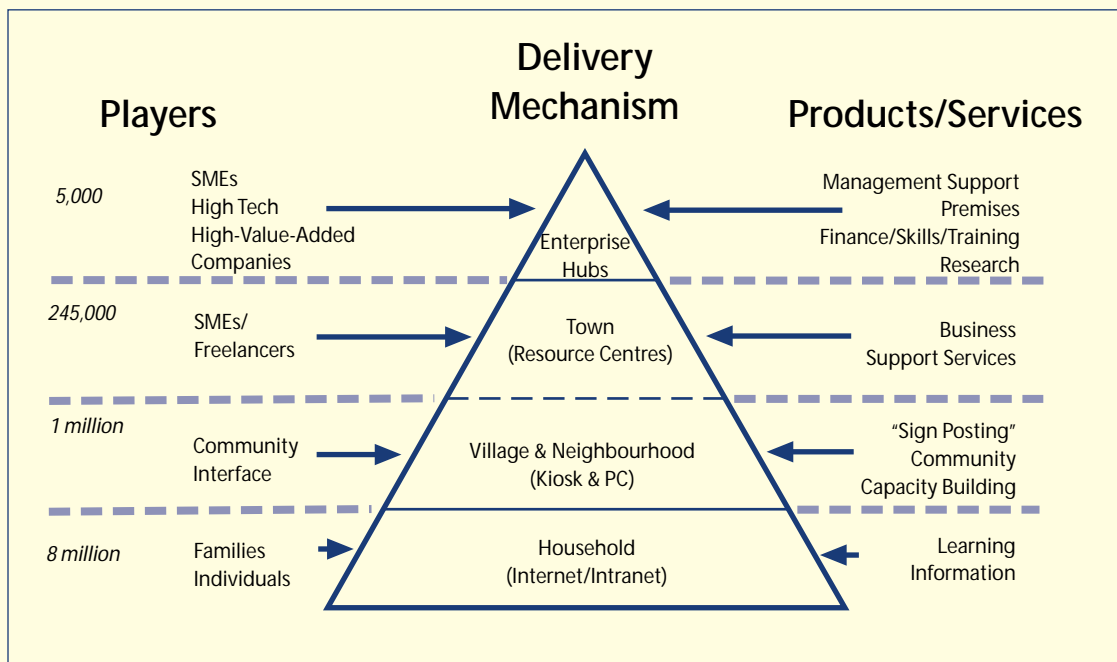 Players
Delivery
Mechanism
Products/Services
5,000
SMEs
High Tech
High-Value-Added
Companies
Enterprise
Hubs
Management Support
Premises
Finance/Skills/Training
Research
245,000
SMEs/
Freelancers
Town
(Resource Centres)
Business
Support Services
1 million
Community
Interface
Village & Neighbourhood
(Kiosk & PC)
“Sign Posting”
Community
Capacity Building
8 million
Families
Individuals
Household
(Internet/Intranet)
Learning
Information